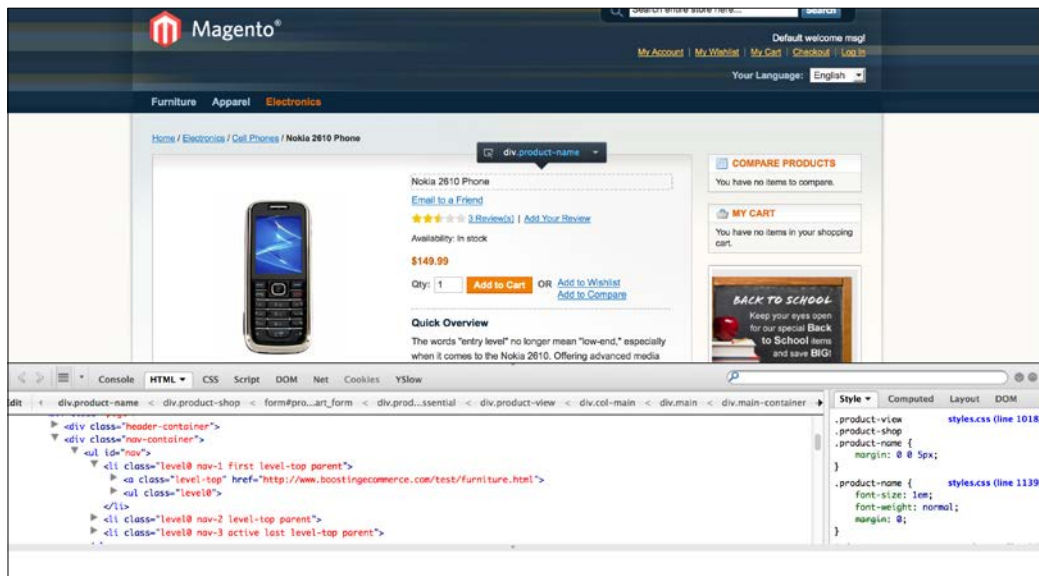 Search entire store here...
Search
Magento®
Default welcome msg!
My Account | My Wishlist | My Cart | Checkout | Log In
Your Language: English
Furniture Apparel Electronics
Home / Electronics / Cell Phones / Nokia 2610 Phone
div.product-name
COMPARE PRODUCTS
You have no items to compare.
Nokia 2610 Phone
Email to a Friend
3 Review(s) | Add Your Review
Availability: In stock
MY CART
You have no items in your shopping
cart.
$149.99
Qty: 1 Add to Cart OR Add to Wishlist
Add to Compare
BACK TO SCHOOL
Keep your eyes open
for our special Back
to School items
and save BIG!
Quick Overview
The words "entry level" no longer mean "low-end," especially
when it comes to the Nokia 2610. Offering advanced media
Console HTML CSS Script DOM Net Cookies YSlow
dit div.product-name < div.product-shop < form#pro...art_form < div.prod...ssential < div.product-view < div.col-main < div.main < div.main-container
<div class="header-container">
<div class="nav-container">
<ul id="nav">
<li class="level0 nav-1 first level-top parent">
<a class="level-top" href="http://www.boostingecommerce.com/test/furniture.html">
<ul class="level0">
</li>
<li class="level0 nav-2 level-top parent">
<li class="level0 nav-3 active last level-top parent">
Style Computed Layout DOM
.product-view styles.css (line 1018
.product-shop
.product-name {
margin: 0 0 5px;
}
.product-name { styles.css (line 1139
font-size: 1em;
font-weight: normal;
margin: 0;
}